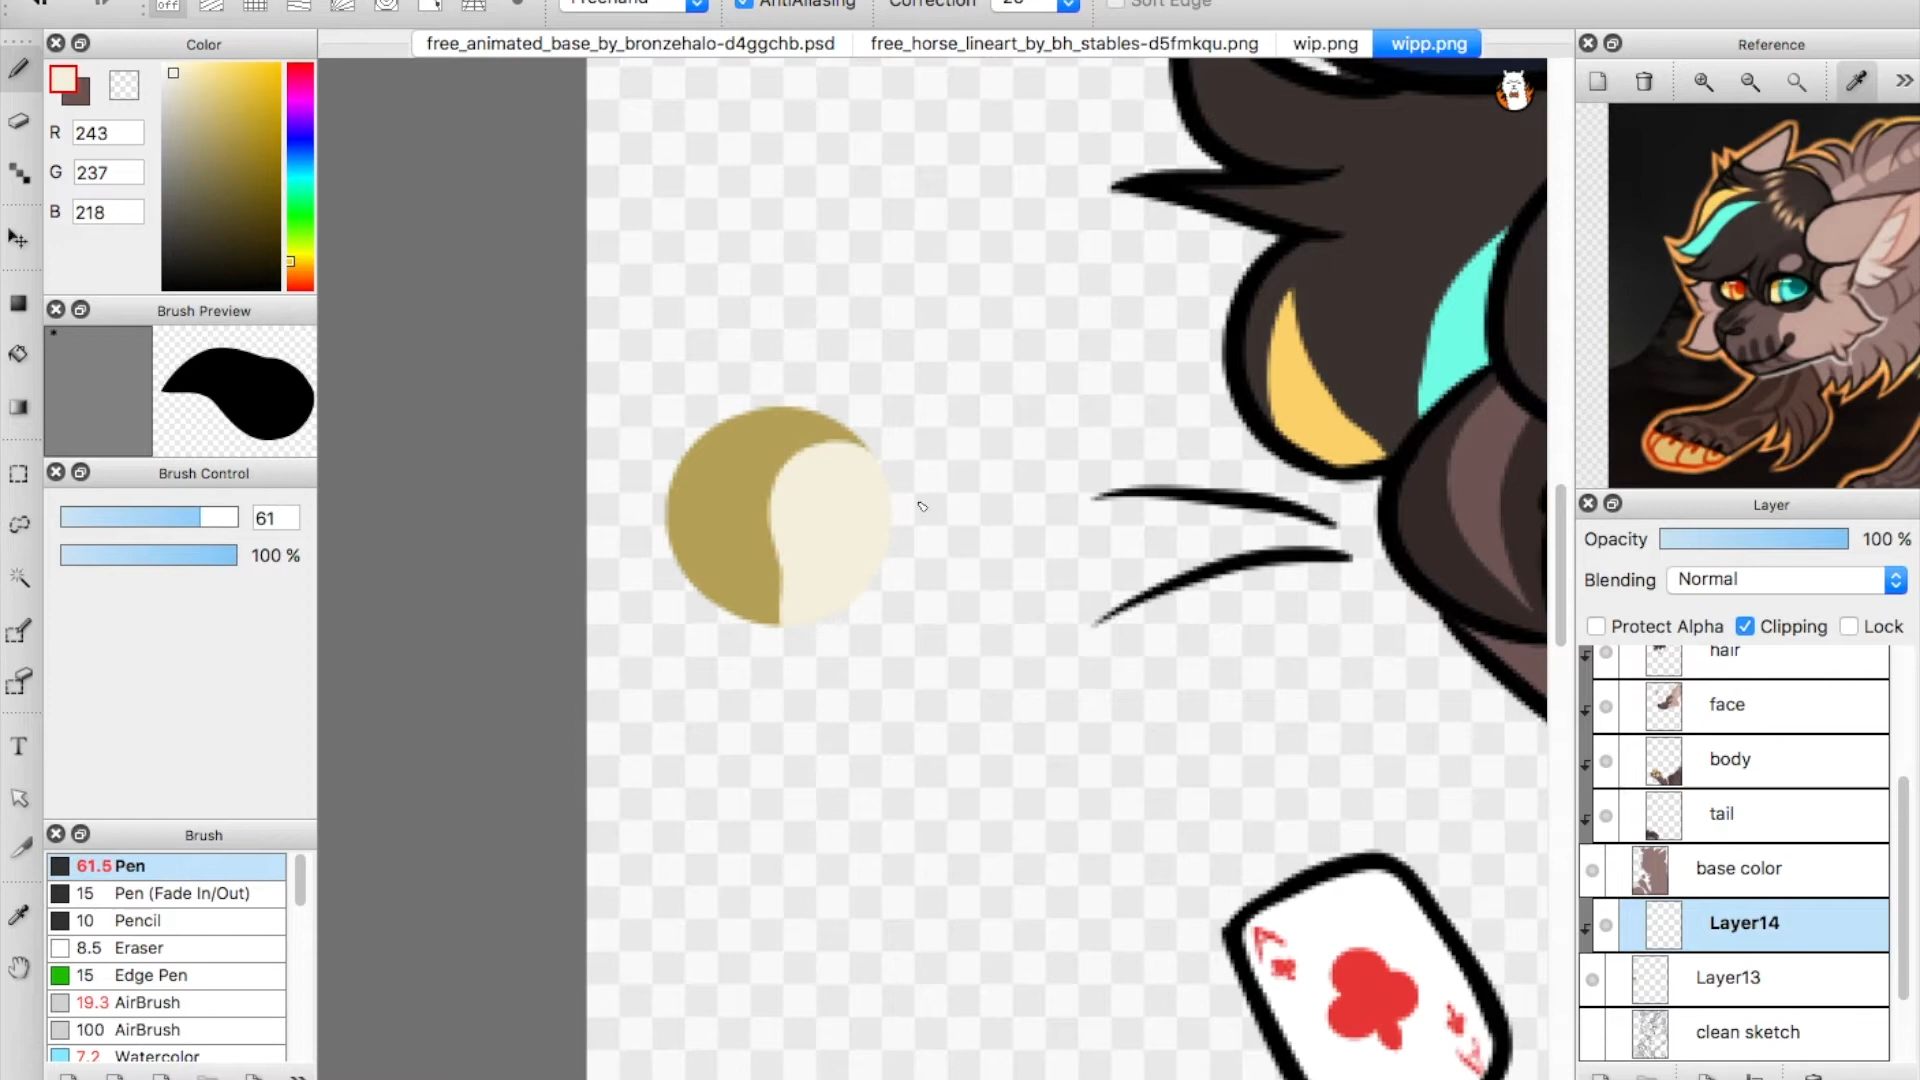 off
Freehand
AntiAliasing
Correction
20
Soft Edge
free_animated_base_by_bronzehalo-d4ggchb.psd
free_horse_lineart_by_bh_stables-d5fmkqu.png
wip.png
wipp.png
Color
R 243
G 237
B 218
Brush Preview
Brush Control
61
100 %
Brush
61.5 Pen
15 Pen (Fade In/Out)
10 Pencil
8.5 Eraser
15 Edge Pen
19.3 AirBrush
100 AirBrush
7.2 Watercolor
T
Reference
Layer
Opacity 100 %
Blending Normal
Protect Alpha Clipping Lock
hair
face
body
tail
base color
Layer14
Layer13
clean sketch